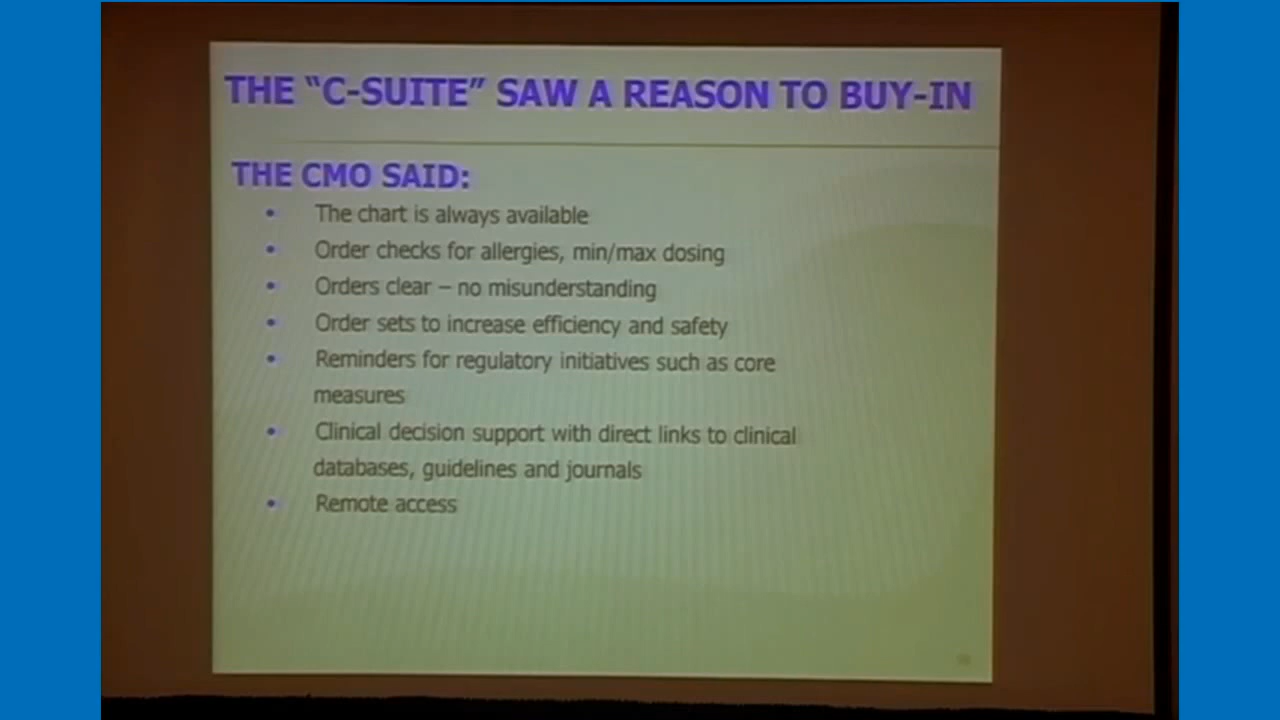 THE “C-SUITE” SAW A REASON TO BUY-IN
THE CMO SAID:
• The chart is always available
• Order checks for allergies, min/max dosing
• Orders clear – no misunderstanding
• Order sets to increase efficiency and safety
• Reminders for regulatory initiatives such as core
measures
• Clinical decision support with direct links to clinical
databases, guidelines and journals
• Remote access